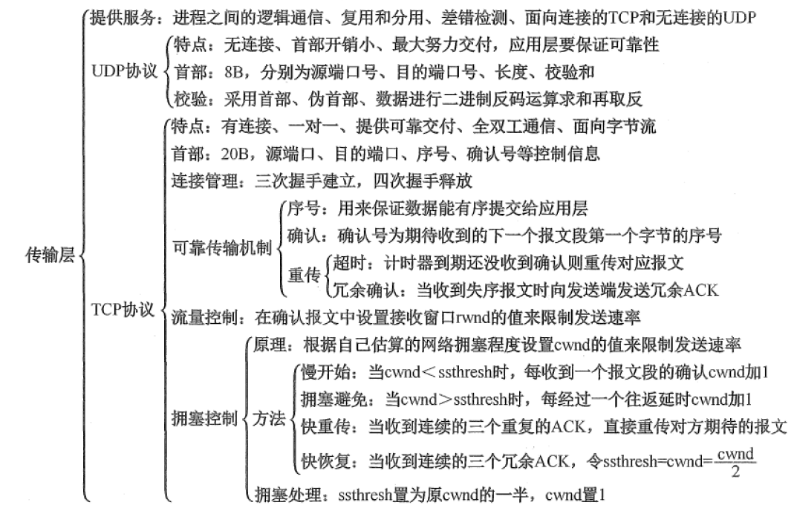 提供服务：进程之间的逻辑通信、复用和分用、差错检测、面向连接的TCP和无连接的UDP
特点：无连接、首部开销小、最大努力交付，应用层要保证可靠性
UDP协议
首部：8B，分别为源端口号、目的端口号、长度、校验和
校验：采用首部、伪首部、数据进行二进制反码运算求和再取反
特点：有连接、一对一、提供可靠交付、全双工通信、面向字节流
首部：20B，源端口、目的端口、序号、确认号等控制信息
连接管理：三次握手建立，四次握手释放
序号：用来保证数据能有序提交给应用层
传输层
可靠传输机制
确认：确认号为期待收到的下一个报文段第一个字节的序号
重传
超时：计时器到期还没收到确认则重传对应报文
冗余确认：当收到失序报文时向发送端发送冗余ACK
TCP协议
流量控制：在确认报文中设置接收窗口rwnd的值来限制发送速率
原理：根据自己估算的网络拥塞程度设置cwnd的值来限制发送速率
慢开始：当cwnd＜ssthresh时，每收到一个报文段的确认cwnd加1
拥塞避免：当cwnd＞ssthresh时，每经过一个往返延时cwnd加1
拥塞控制
方法
快重传：当收到连续的三个重复的ACK，直接重传对方期待的报文
快恢复：当收到连续的三个冗余ACK，令ssthresh=cwnd=cwnd/2
拥塞处理：ssthresh置为原cwnd的一半，cwnd置1